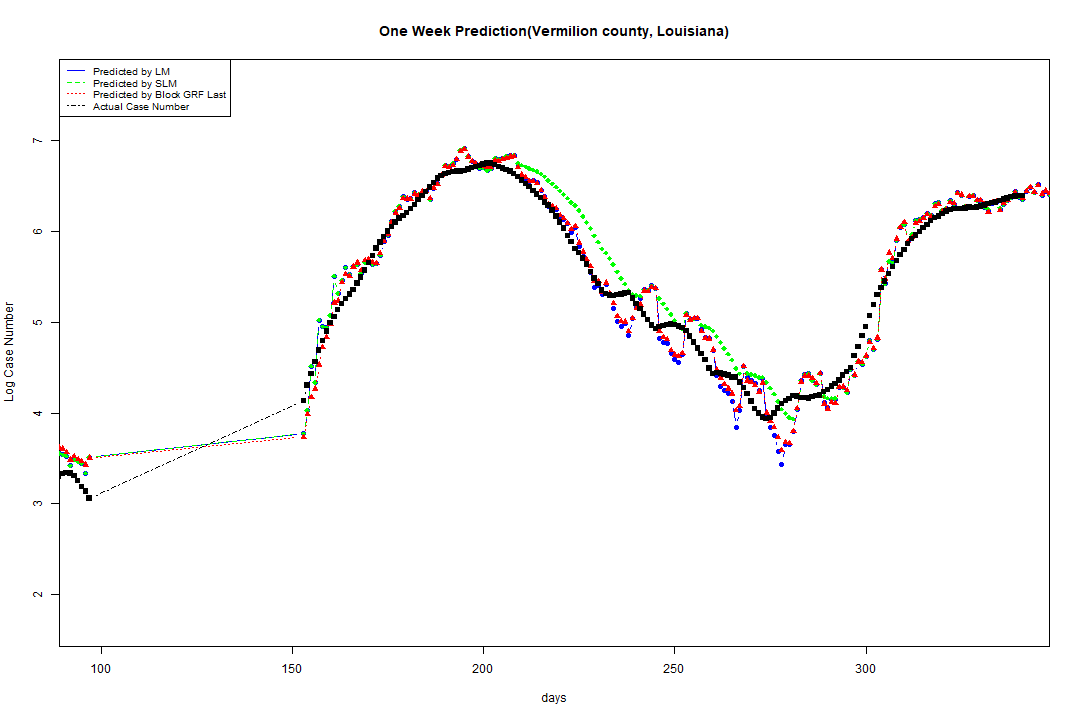 One Week Prediction(Vermilion county, Louisiana)
Predicted by LM
Predicted by SLM
Predicted by Block GRF Last
Actual Case Number
7
6
5
4
3
2
Log Case Number
100 150 200 250 300
days